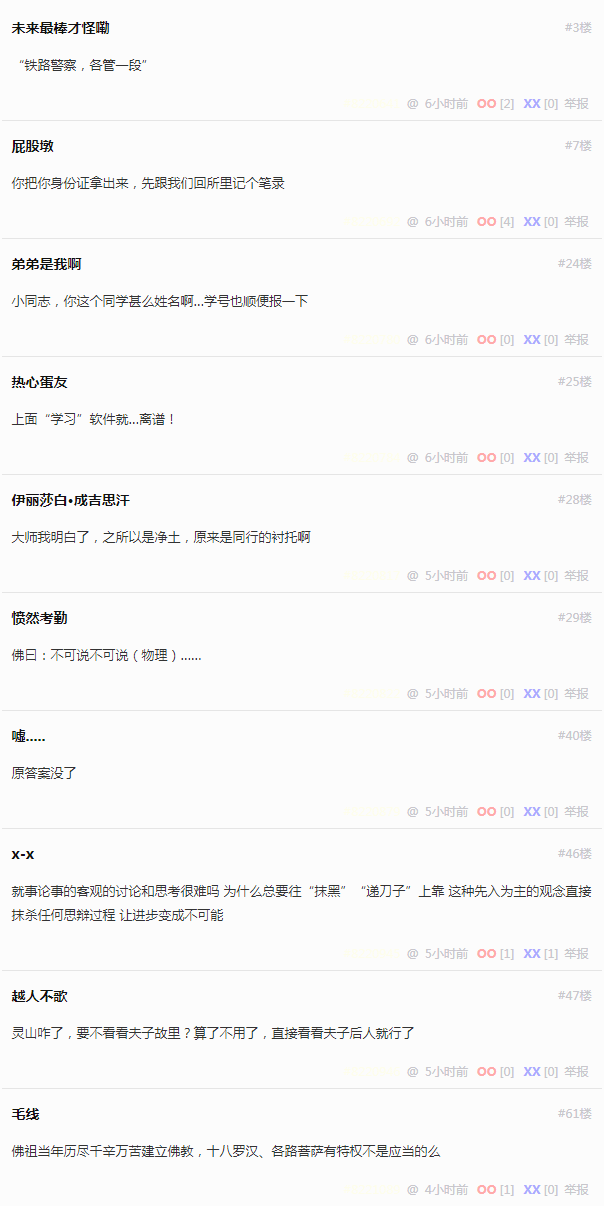 未来最棒才怪嘞 #3楼
“铁路警察，各管一段”
@ 6小时前 OO [2] XX [0] 举报
屁股墩 #7楼
你把你身份证拿出来，先跟我们回所里记个笔录
@ 6小时前 OO [4] XX [0] 举报
弟弟是我啊 #24楼
小同志，你这个同学甚么姓名啊...学号也顺便报一下
@ 6小时前 OO [0] XX [0] 举报
热心蛋友 #25楼
上面“学习”软件就...离谱！
@ 6小时前 OO [0] XX [0] 举报
伊丽莎白•成吉思汗 #28楼
大师我明白了，之所以是净土，原来是同行的衬托啊
@ 5小时前 OO [0] XX [0] 举报
愤然考勤 #29楼
佛曰：不可说不可说（物理）......
@ 5小时前 OO [0] XX [0] 举报
嘘..... #40楼
原答案没了
@ 5小时前 OO [0] XX [0] 举报
x-x #46楼
就事论事的客观的讨论和思考很难吗 为什么总要往“抹黑”“递刀子”上靠 这种先入为主的观念直接
抹杀任何思辩过程 让进步变成不可能
@ 5小时前 OO [1] XX [1] 举报
越人不歌 #47楼
灵山咋了，要不看看夫子故里？算了不用了，直接看看夫子后人就行了
@ 5小时前 OO [0] XX [0] 举报
毛线 #61楼
佛祖当年历尽千辛万苦建立佛教，十八罗汉、各路菩萨有特权不是应当的么
@ 4小时前 OO [1] XX [0] 举报